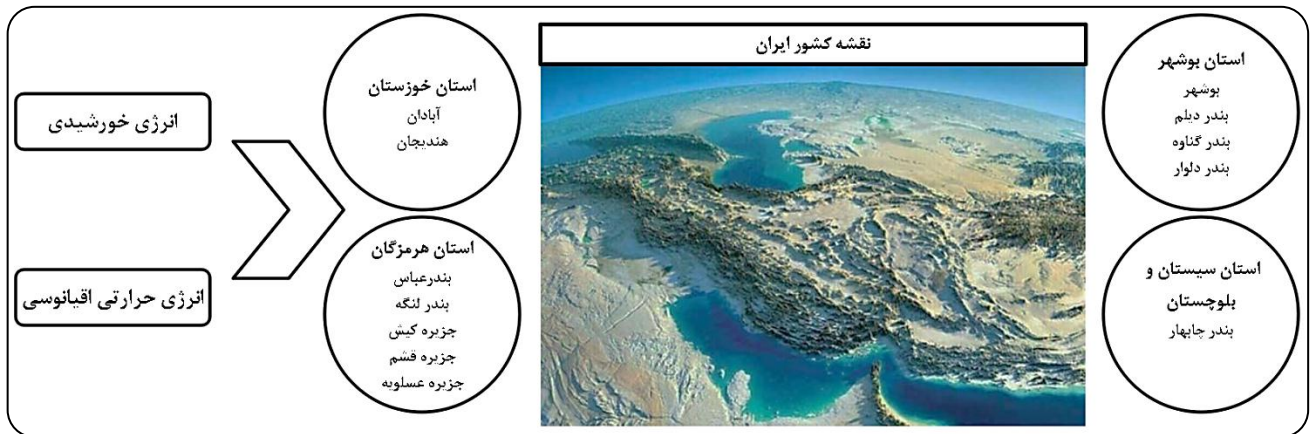 نقشه کشور ایران
استان بوشهر
بوشهر
بندر دیلم
بندر گناوه
بندر دلوار
استان سیستان و
بلوچستان
بندر چابهار
استان خوزستان
آبادان
هندیجان
استان هرمزگان
بندرعباس
بندر لنگه
جزیره کیش
جزیره قشم
جزیره عسلویه
انرژی خورشیدی
انرژی حرارتی اقیانوسی